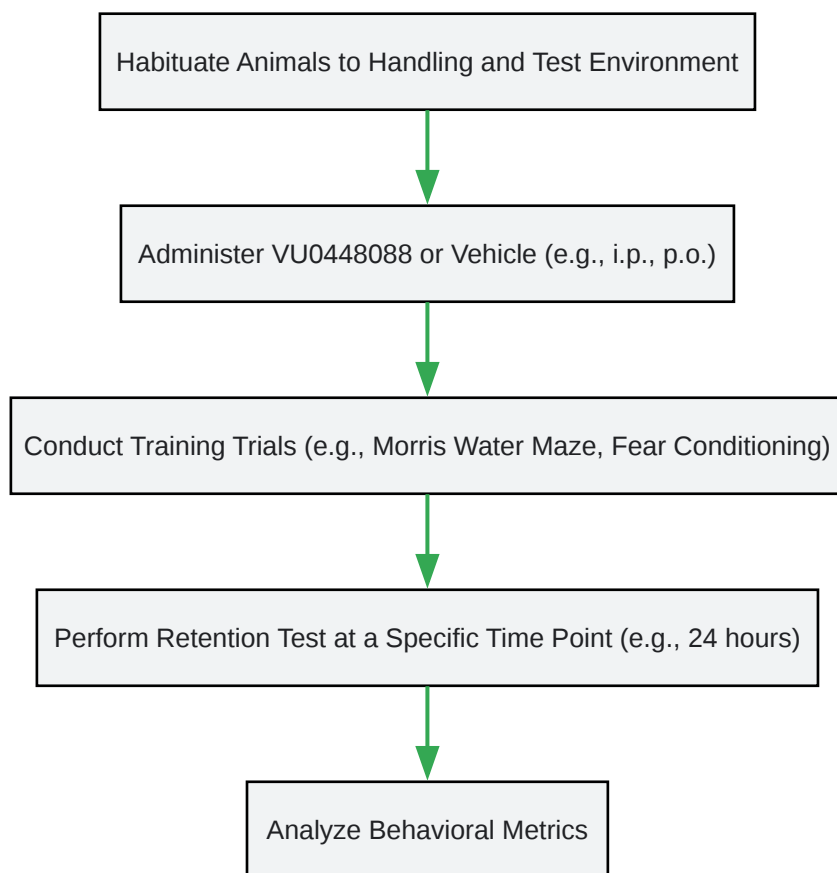 Habituate Animals to Handling and Test Environment
Administer VU0448088 or Vehicle (e.g., i.p., p.o.)
Conduct Training Trials (e.g., Morris Water Maze, Fear Conditioning)
Perform Retention Test at a Specific Time Point (e.g., 24 hours)
Analyze Behavioral Metrics